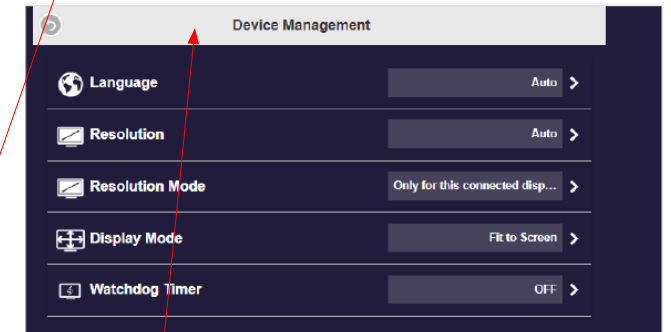 Device Management
Language Auto
Resolution Auto
Resolution Mode Only for this connected disp...
Display Mode Fit to Screen
Watchdog Timer OFF